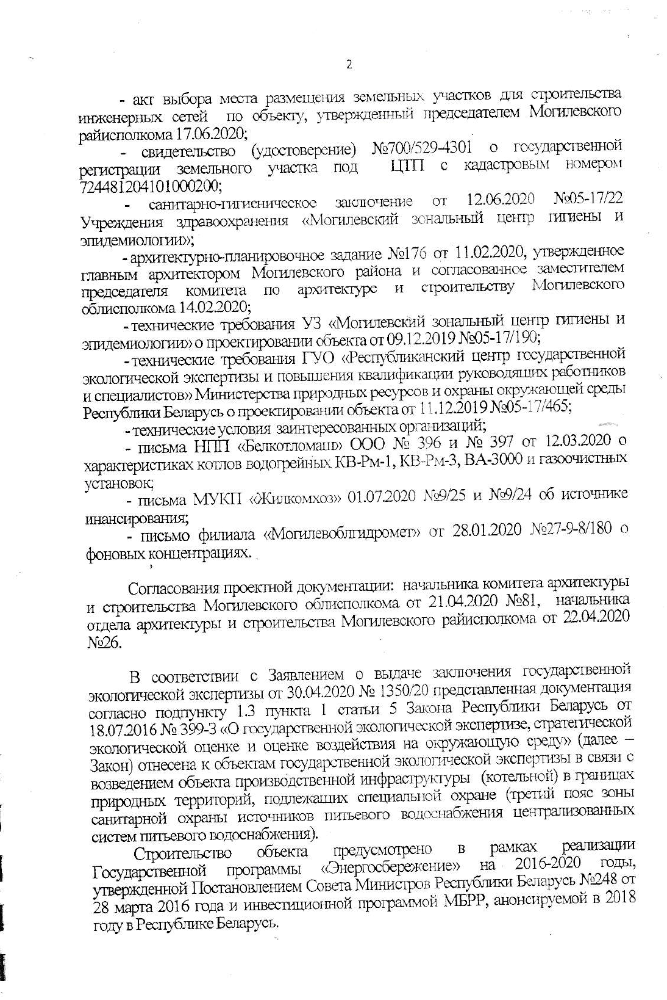 2
- акт выбора места размещения земельных участков для строительства
инженерных сетей по объекту, утвержденный председателем Могилевского
райисполкома 17.06.2020;
- свидетельство (удостоверение) №700/529-4301 о государственной
регистрации земельного участка под ЦТП с кадастровым номером
724481204101000200;
- санитарно-гигиеническое заключение от 12.06.2020 №05-17/22
Учреждения здравоохранения «Могилевский зональный центр гигиены и
эпидемиологии»;
- архитектурно-планировочное задание №176 от 11.02.2020, утвержденное
главным архитектором Могилевского района и согласованное заместителем
председателя комитета по архитектуре и строительству Могилевского
облисполкома 14.02.2020;
- технические требования УЗ «Могилевский зональный центр гигиены и
эпидемиологии» о проектировании объекта от 09.12.2019 №05-17/190;
- технические требования ГУО «Республиканский центр государственной
экологической экспертизы и повышения квалификации руководящих работников
и специалистов» Министерства природных ресурсов и охраны окружающей среды
Республики Беларусь о проектировании объекта от 11.12.2019 №05-17/465;
- технические условия заинтересованных организаций;
- письма НПП «Белкотломаш» ООО № 396 и № 397 от 12.03.2020 о
характеристиках котлов водогрейных КВ-Рм-1, КВ-Рм-3, ВА-3000 и газоочистных
установок;
- письма МУКП «Жилкомхоз» 01.07.2020 №9/25 и №9/24 об источнике
инансирования;
- письмо филиала «Могилевоблгидромет» от 28.01.2020 №27-9-8/180 о
фоновых концентрациях.
Согласования проектной документации: начальника комитета архитектуры
и строительства Могилевского облисполкома от 21.04.2020 №81, начальника
отдела архитектуры и строительства Могилевского райисполкома от 22.04.2020
№26.
В соответствии с Заявлением о выдаче заключения государственной
экологической экспертизы от 30.04.2020 № 1350/20 представленная документация
согласно подпункту 1.3 пункта 1 статьи 5 Закона Республики Беларусь от
18.07.2016 № 399-З «О государственной экологической экспертизе, стратегической
экологической оценке и оценке воздействия на окружающую среду» (далее –
Закон) отнесена к объектам государственной экологической экспертизы в связи с
возведением объекта производственной инфраструктуры (котельной) в границах
природных территорий, подлежащих специальной охране (третий пояс зоны
санитарной охраны источников питьевого водоснабжения централизованных
систем питьевого водоснабжения).
Строительство объекта предусмотрено в рамках реализации
Государственной программы «Энергосбережение» на 2016-2020 годы,
утвержденной Постановлением Совета Министров Республики Беларусь №248 от
28 марта 2016 года и инвестиционной программой МБРР, анонсируемой в 2018
году в Республике Беларусь.